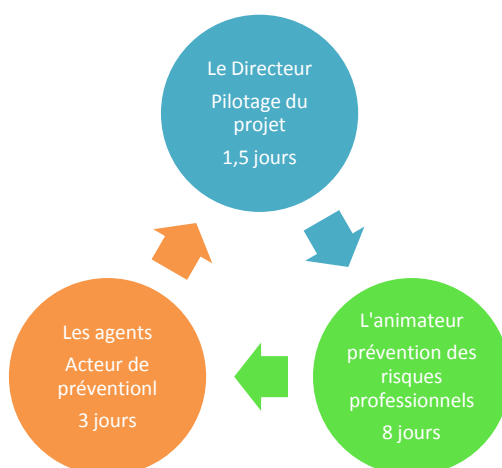 Le Directeur
Pilotage du
projet
1,5 jours
L'animateur
prévention des
risques
professionnels
8 jours
Les agents
Acteur de
préventionl
3 jours